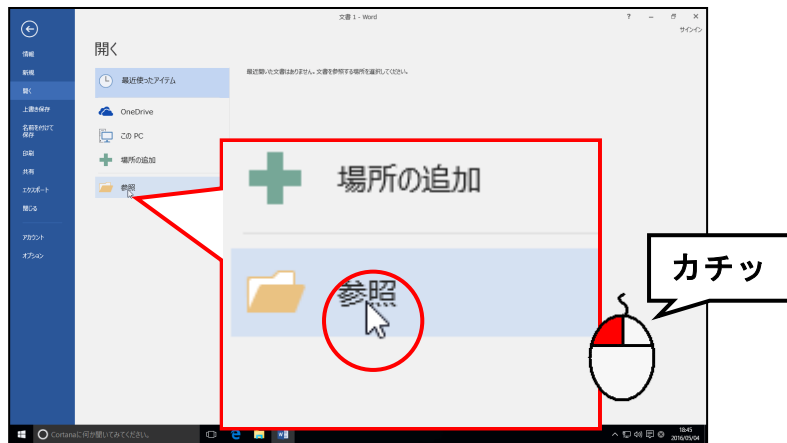 文書 1 - Word
? － ×
サインイン
情報
新規
開く
上書き保存
名前を付けて
保存
印刷
共有
エクスポート
閉じる
アカウント
オプション
開く
最近使ったアイテム
OneDrive
この PC
場所の追加
参照
最近開いた文書はありません。文書を参照する場所を選択してください。
場所の追加
参照
カチッ
Cortanaに何か聞いてみてください。
18:45
2016/05/04